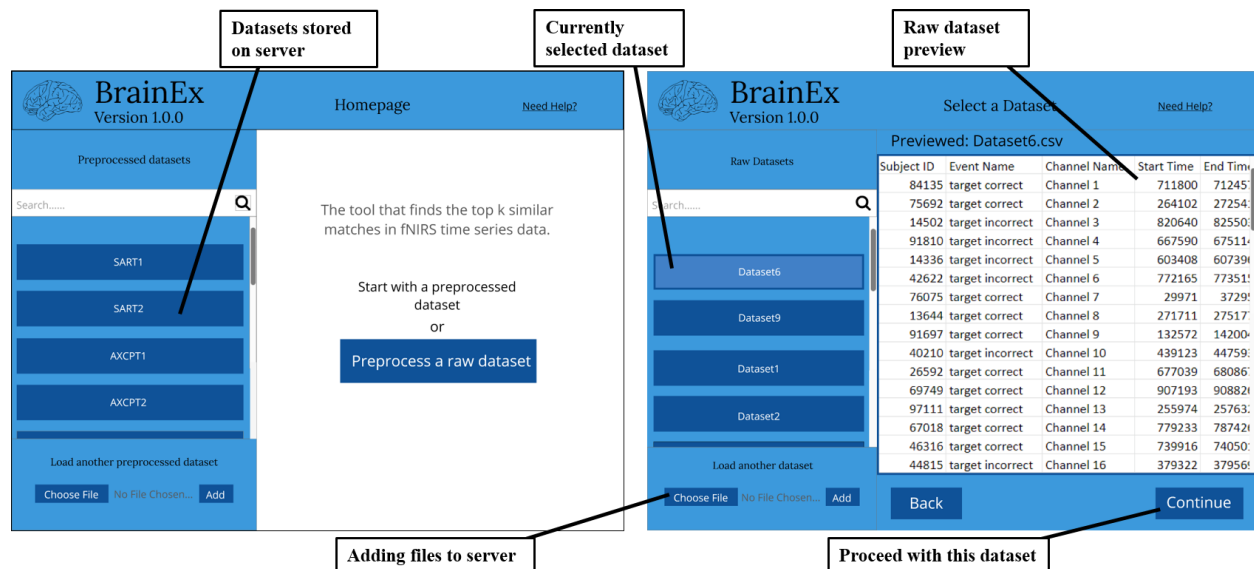 Datasets stored
on server
Currently
selected dataset
Raw dataset
preview
BrainEx
Version 1.0.0
Homepage
Need Help?
Preprocessed datasets
Search......
SART1
SART2
AXCPT1
AXCPT2
Load another preprocessed dataset
Choose File No File Chosen... Add
The tool that finds the top k similar
matches in fNIRS time series data.
Start with a preprocessed
dataset
or
Preprocess a raw dataset
BrainEx
Version 1.0.0
Select a Dataset
Need Help?
Raw Datasets
Search......
Dataset6
Dataset9
Dataset1
Dataset2
Load another dataset
Choose File No File Chosen... Add
Previewed: Dataset6.csv
Subject ID Event Name Channel Name Start Time End Time
84135 target correct Channel 1 711800
75692 target correct Channel 2 264102
14502 target incorrect Channel 3 820640
91810 target incorrect Channel 4 667590
14336 target incorrect Channel 5 603408
42622 target incorrect Channel 6 772165
76075 target correct Channel 7 29971
13644 target correct Channel 8 271711
91697 target correct Channel 9 132572
40210 target incorrect Channel 10 439123
26592 target incorrect Channel 11 677039
69749 target correct Channel 12 907193
97111 target correct Channel 13 255974
67018 target correct Channel 14 779233
46316 target correct Channel 15 739916
44815 target incorrect Channel 16 379322
Back
Continue
Adding files to server
Proceed with this dataset